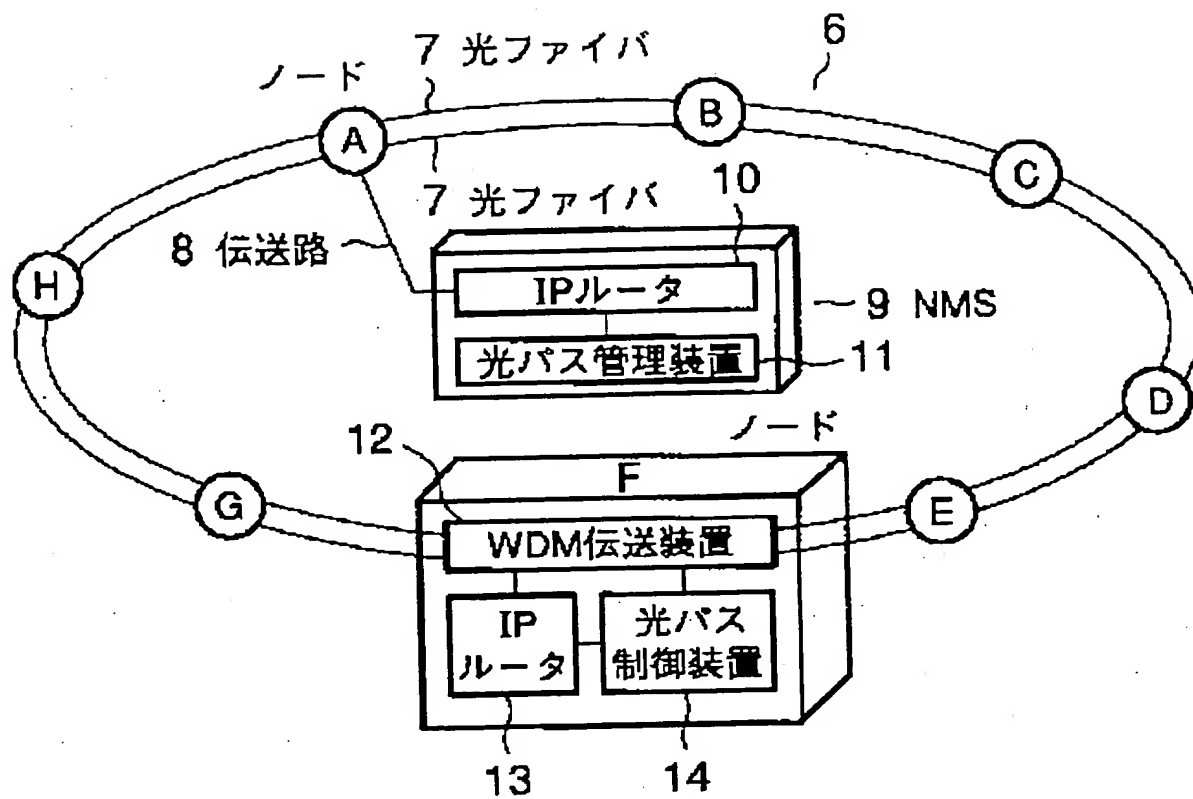 6
7 光ファイバ
ノード
A
B
C
7 光ファイバ
10
8 伝送路
H
IPルータ
9 NMS
光パス管理装置
11
D
ノード
12
F
G
E
WDM伝送装置
IP
ルータ
光パス
制御装置
13
14